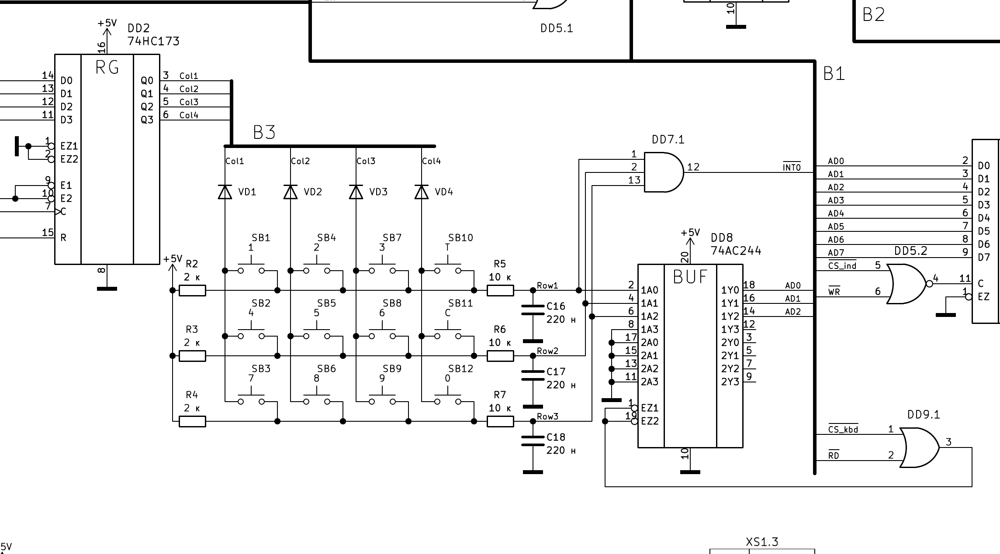 DD5.1
10
B2
+5V
16
DD2
74HC173
RG
14 D0
13 D1
12 D2
11 D3
1 EZ1
2 EZ2
9 E1
10 E2
7 C
15 R
8
Q0 3 Col1
Q1 4 Col2
Q2 5 Col3
Q3 6 Col4
B3
Col1 Col2 Col3 Col4
VD1 VD2 VD3 VD4
+5V
SB1 SB4 SB7 SB10
1 2 3 T
R2
2 к
R5
10 к
Row1
SB2 SB5 SB8 SB11
4 5 6 C
C16
220 н
R3
2 к
R6
10 к
Row2
SB3 SB6 SB9 SB12
7 8 9 0
C17
220 н
R4
2 к
R7
10 к
Row3
C18
220 н
DD7.1
1
2
13
12
INT0
B1
+5V
20
DD8
74AC244
BUF
2 1A0
4 1A1
6 1A2
8 1A3
17 2A0
15 2A1
13 2A2
11 2A3
1 EZ1
19 EZ2
10
1Y0 18 AD0
1Y1 16 AD1
1Y2 14 AD2
1Y3 12
2Y0 3
2Y1 5
2Y2 7
2Y3 9
AD0 2 D0
AD1 3 D1
AD2 4 D2
AD3 5 D3
AD4 6 D4
AD5 7 D5
AD6 8 D6
AD7 9 D7
DD5.2
CS_ind 5
WR 6
4
11 C
1 EZ
DD9.1
CS_kbd 1
RD 2
3
5V
XS1.3